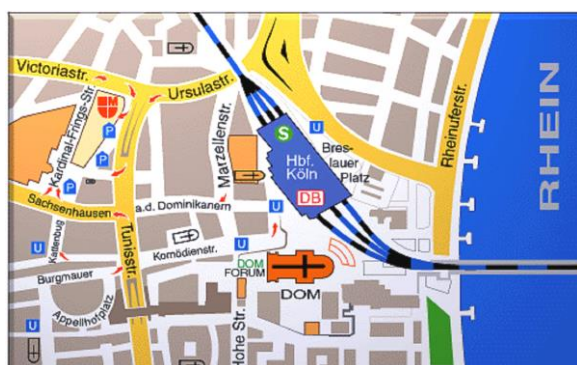 Victoriastr.
Ursulastr.
Kardinal-Frings-Str.
M
P
P
P
Marzellenstr.
S
U
Hbf.
Köln
DB
Bres-
lauer
Platz
Rheinuferstr.
RHEIN
Sachsenhausen
a.d. Dominikanern
U
Tunisstr.
Kattenbug
U
Komödienstr.
U
DOM
FORUM
DOM
Burgmauer
Appellhofplatz
Hohe Str.
U